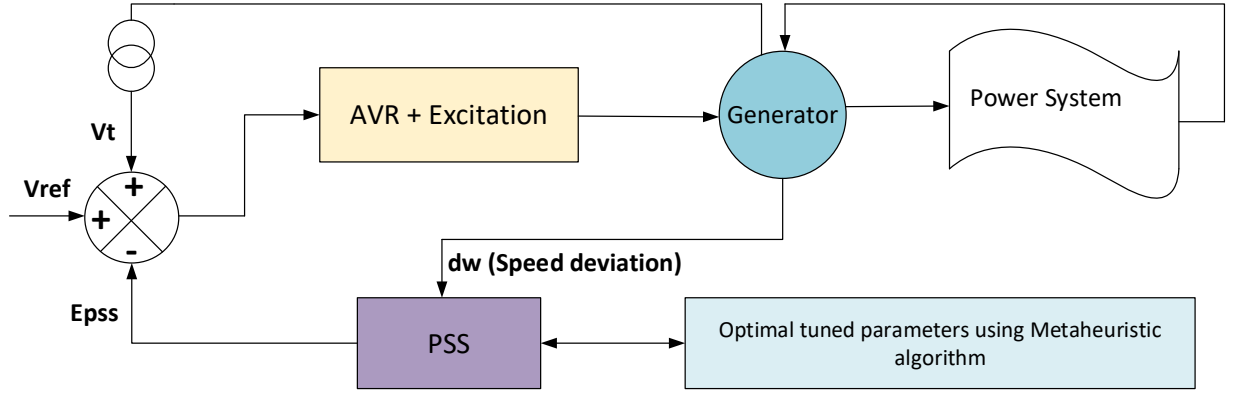 AVR + Excitation
Generator
Power System
Vt
Vref
+
+
-
dw (Speed deviation)
Epss
PSS
Optimal tuned parameters using Metaheuristic
algorithm